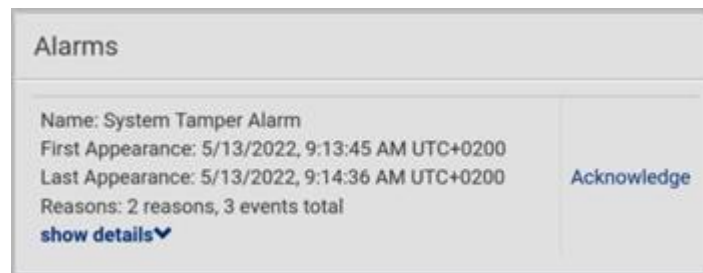 Alarms
Name: System Tamper Alarm
First Appearance: 5/13/2022, 9:13:45 AM UTC+0200
Last Appearance: 5/13/2022, 9:14:36 AM UTC+0200
Acknowledge
Reasons: 2 reasons, 3 events total
show details